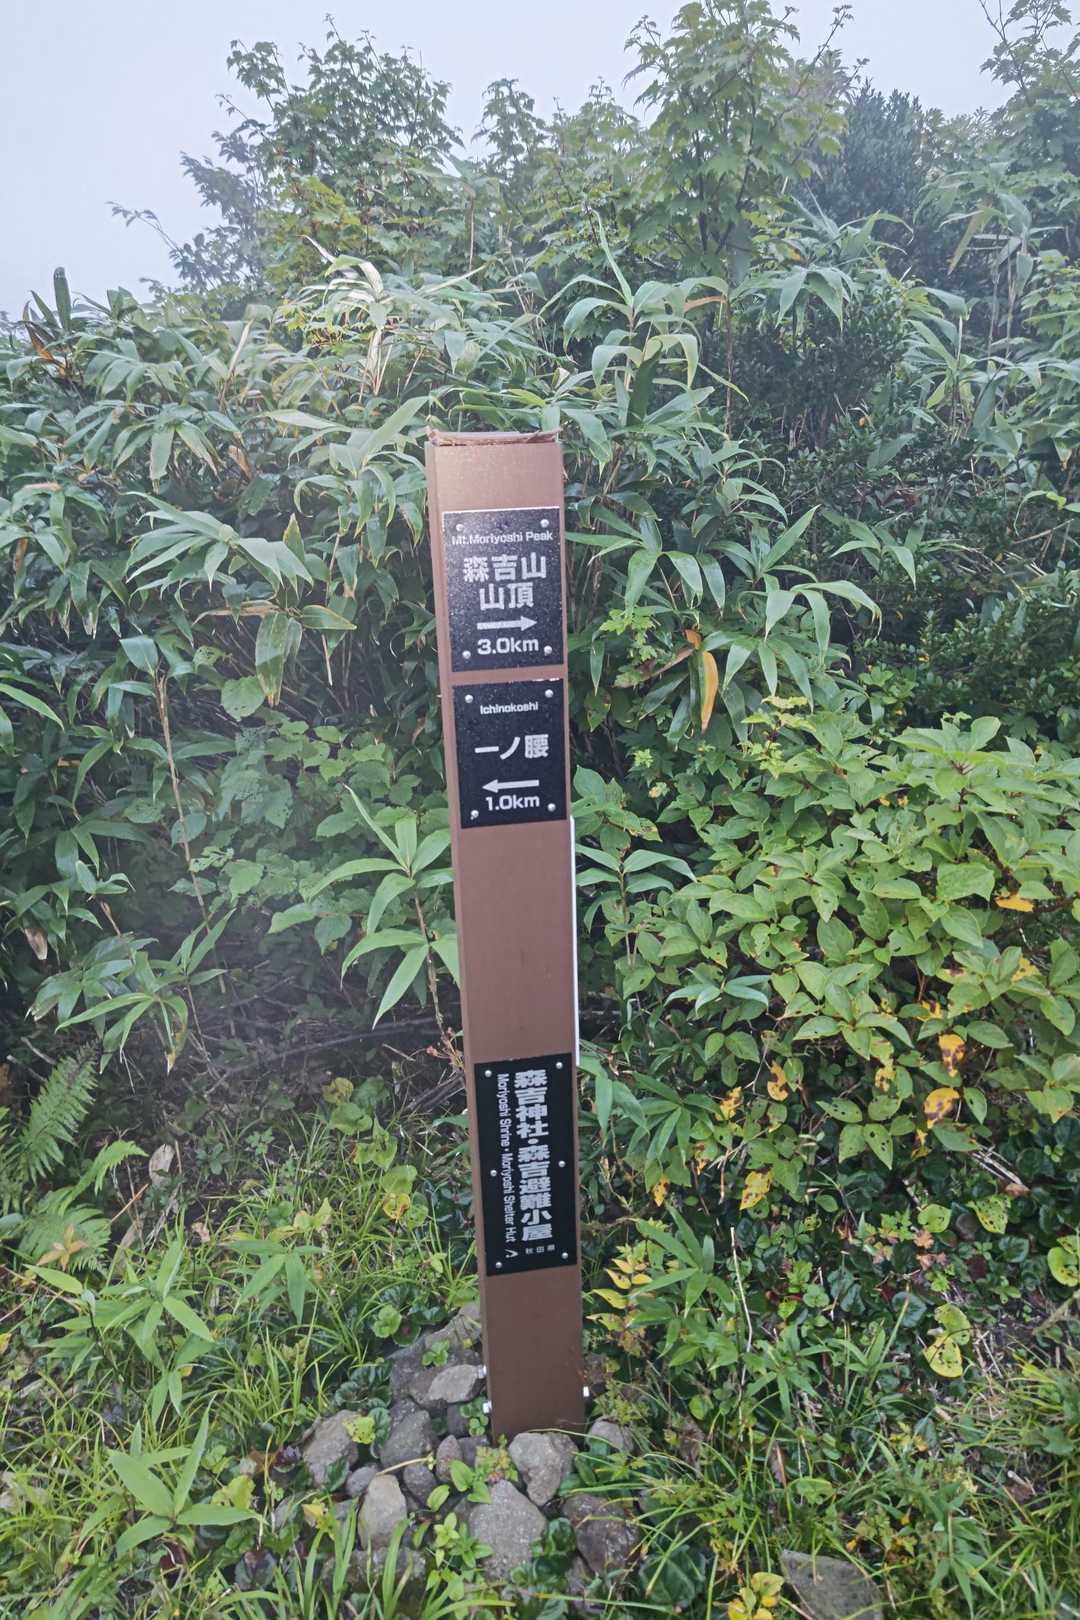 Mt.Moriyoshi Peak
森吉山
山頂
→
3.0km
Ichinokoshi
一ノ腰
←
1.0km
森吉神社・森吉避難小屋
Moriyoshi Shrine・Moriyoshi Shelter Hut
秋田県